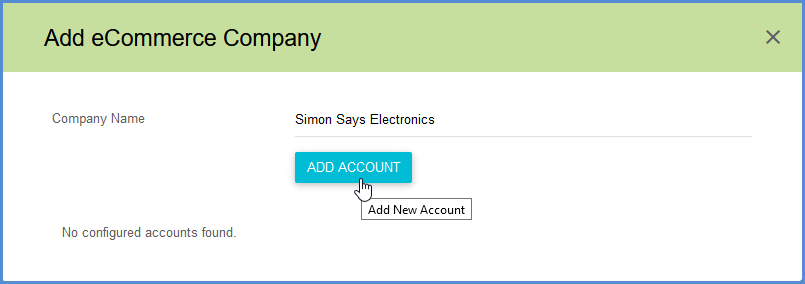 Add eCommerce Company
Company Name
Simon Says Electronics
ADD ACCOUNT
Add New Account
No configured accounts found.